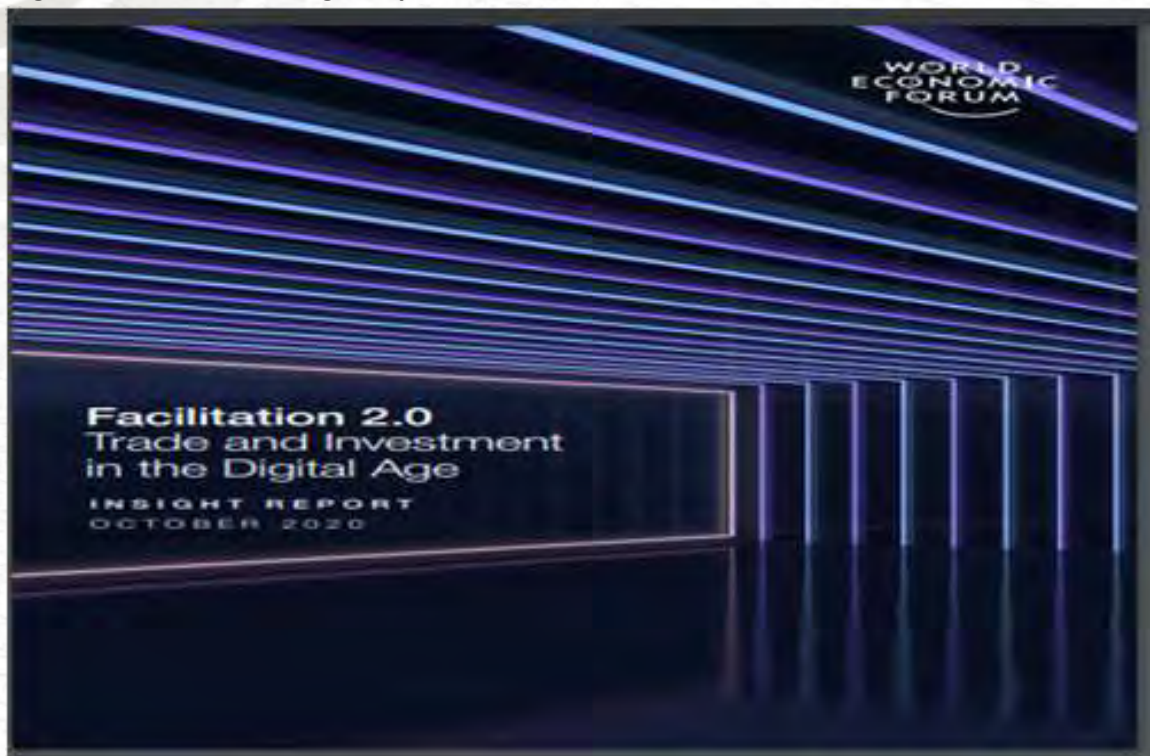 WORLD
ECONOMIC
FORUM
Facilitation 2.0
Trade and Investment
in the Digital Age
INSIGHT REPORT
OCTOBER 2020